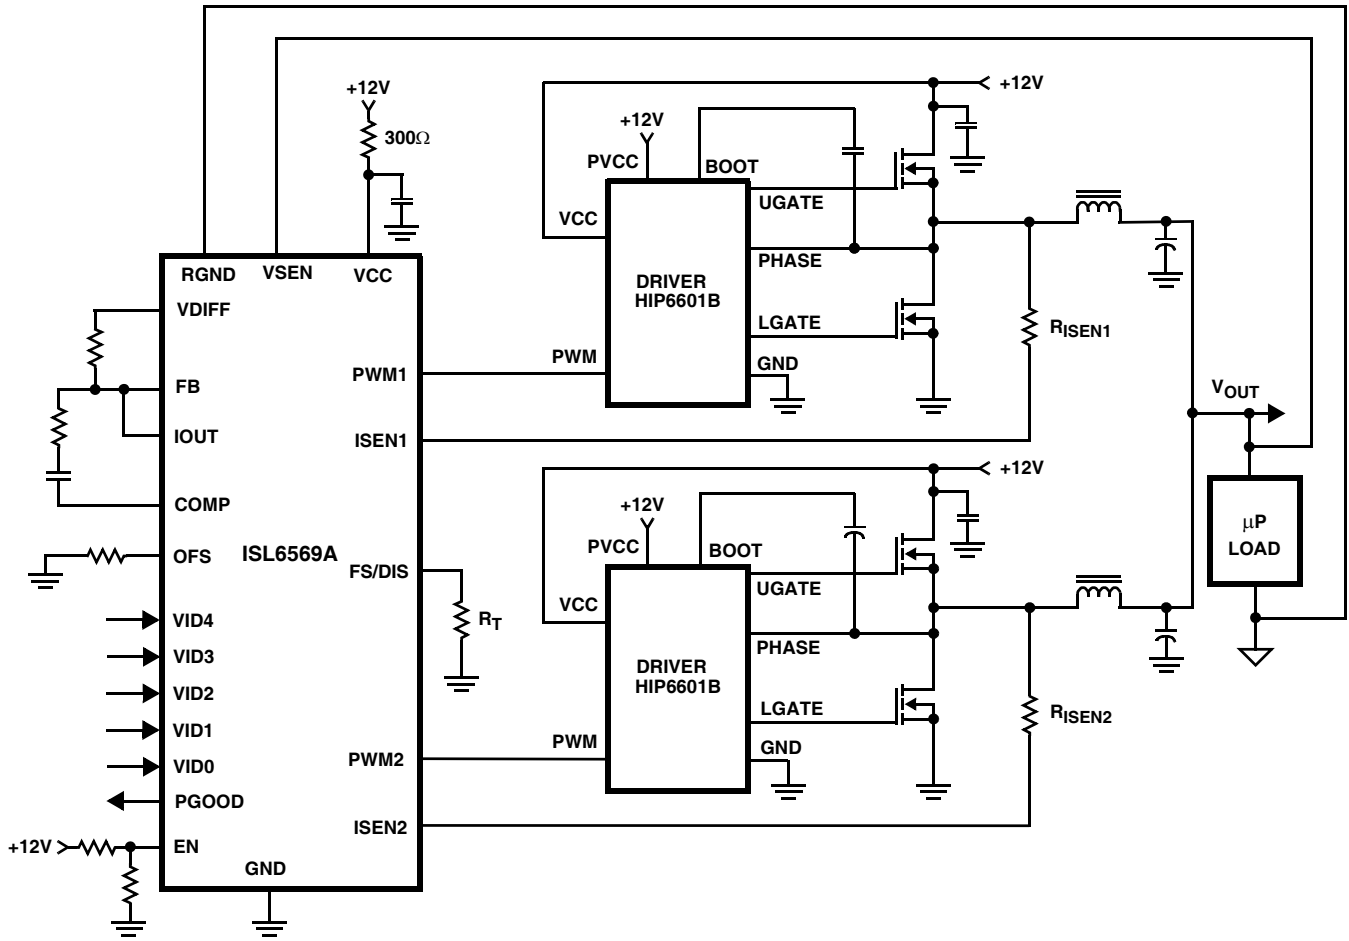 +12V
300Ω
RGND
VSEN
VCC
VDIFF
FB
IOUT
COMP
OFS
ISL6569A
VID4
VID3
VID2
VID1
VID0
PGOOD
+12V
EN
GND
PWM1
ISEN1
FS/DIS
RT
PWM2
ISEN2
+12V
+12V
PVCC
BOOT
VCC
UGATE
PHASE
DRIVER
HIP6601B
LGATE
PWM
GND
RISEN1
+12V
+12V
PVCC
BOOT
VCC
UGATE
PHASE
DRIVER
HIP6601B
LGATE
PWM
GND
RISEN2
VOUT
µP
LOAD